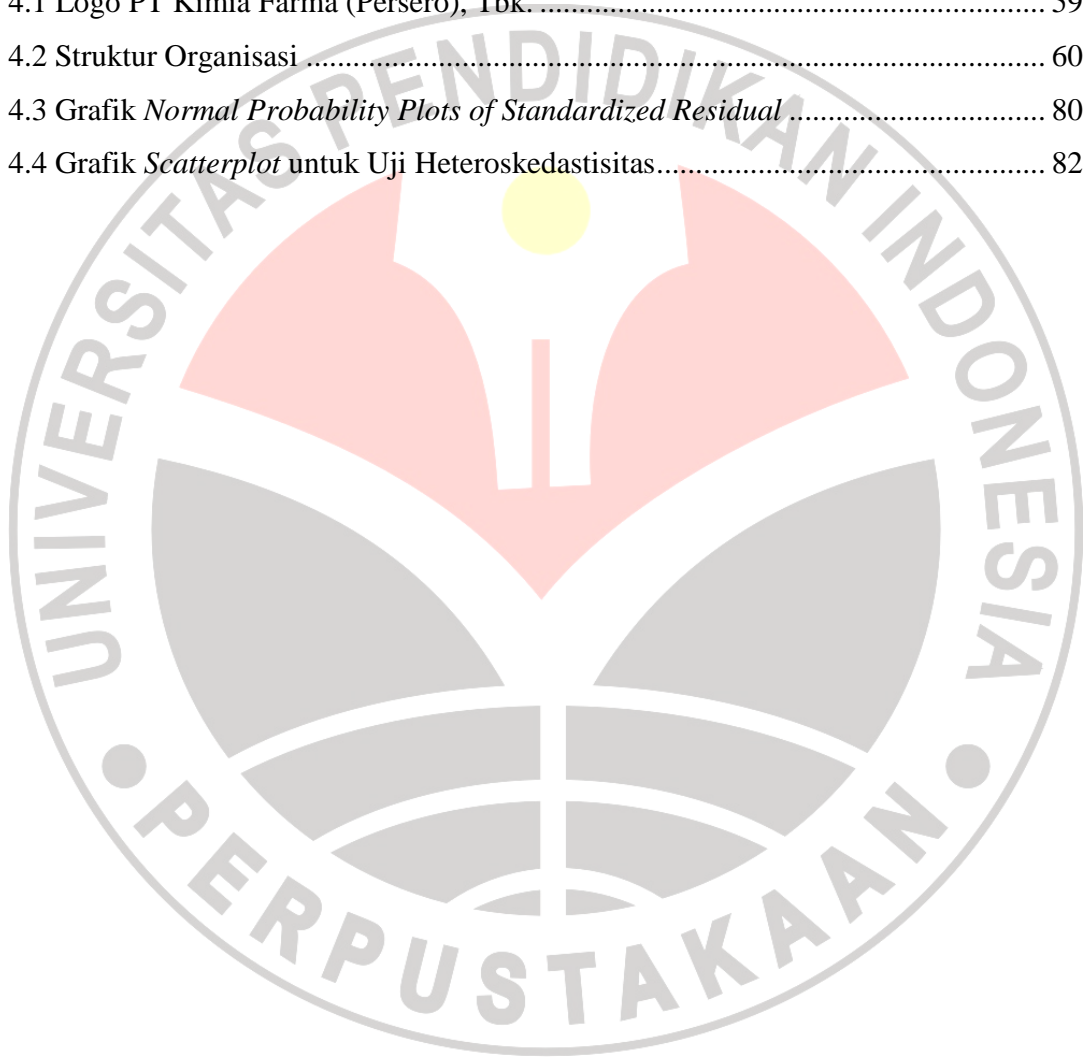 4.1 Logo PT Kimia Farma (Persero), Tbk. .......................................................................... 59
4.2 Struktur Organisasi .......................................................................... 60
4.3 Grafik Normal Probability Plots of Standardized Residual .......................................................................... 80
4.4 Grafik Scatterplot untuk Uji Heteroskedastisitas.......................................................................... 82
UNIVERSITAS PENDIDIKAN INDONESIA
• PERPUSTAKAAN •